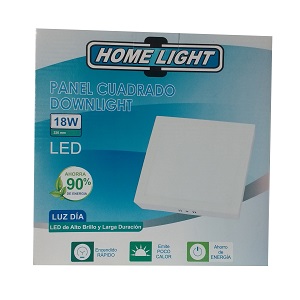 HOME LIGHT
PANEL CUADRADO
DOWNLIGHT
18W
LED
AHORRA
90%
DE ENERGÍA
LUZ DÍA
LED de Alto Brillo y Larga Duración
Encendido
RÁPIDO
Emite
POCO
CALOR
Ahorro
de
ENERGÍA